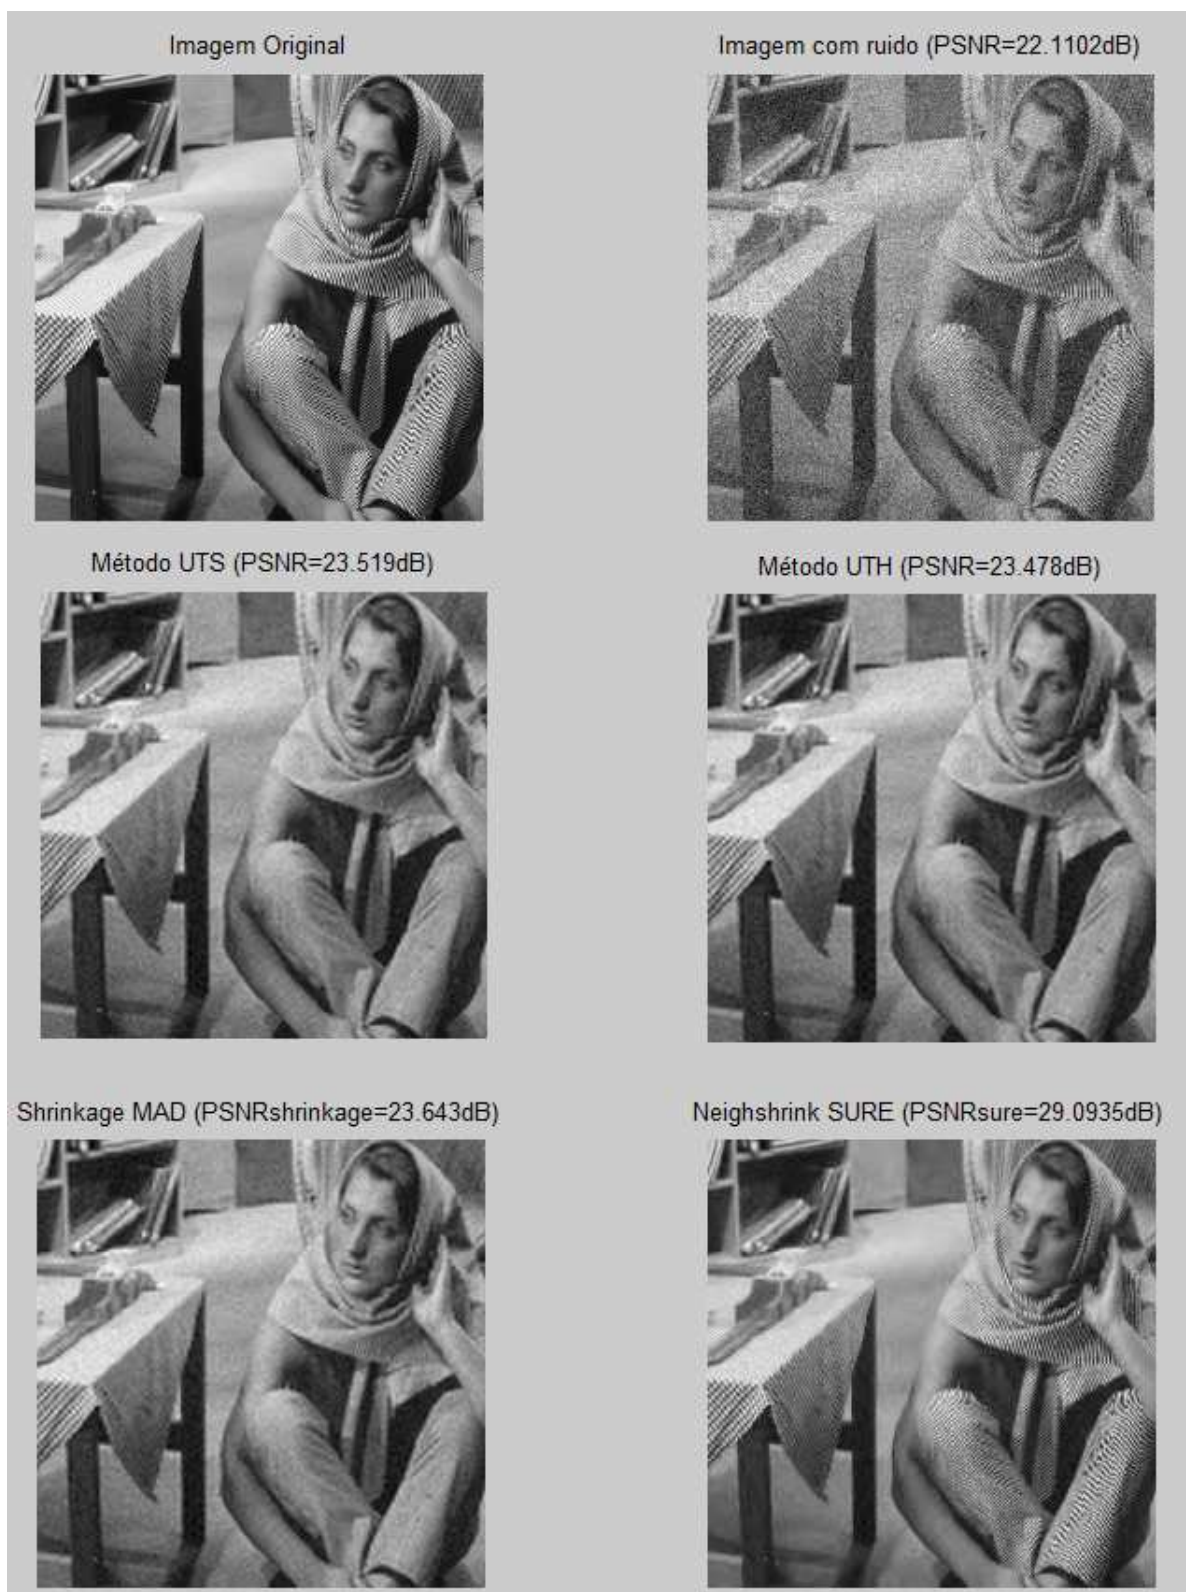 Imagem Original
Imagem com ruido (PSNR=22.1102dB)
Método UTS (PSNR=23.519dB)
Método UTH (PSNR=23.478dB)
Shrinkage MAD (PSNRshrinkage=23.643dB)
Neighshrink SURE (PSNRsure=29.0935dB)